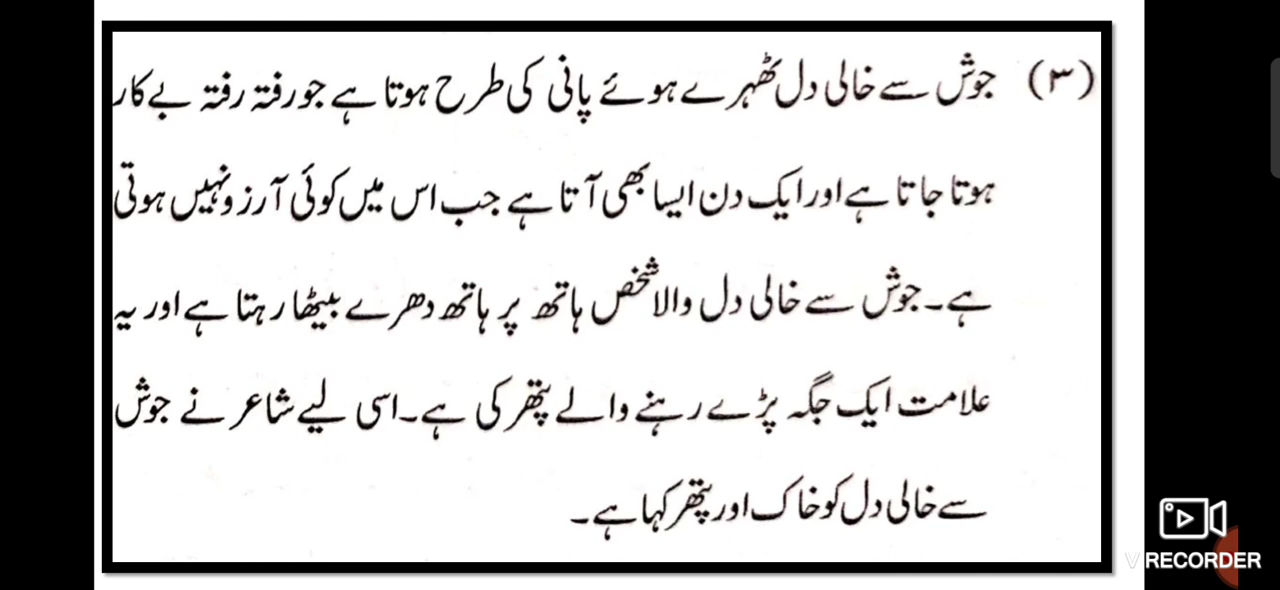 (۳) جوش سے خالی دل ٹھہرے ہوئے پانی کی طرح ہوتا ہے جو رفتہ رفتہ بے کار
ہوتا جاتا ہے اور ایک دن ایسا بھی آتا ہے جب اس میں کوئی آرزو نہیں ہوتی
ہے۔ جوش سے خالی دل والا شخص ہاتھ پر ہاتھ دھرے بیٹھا رہتا ہے اور یہ
علامت ایک جگہ پڑے رہنے والے پتھر کی ہے۔ اسی لیے شاعر نے جوش
سے خالی دل کو خاک اور پتھر کہا ہے۔
V RECORDER